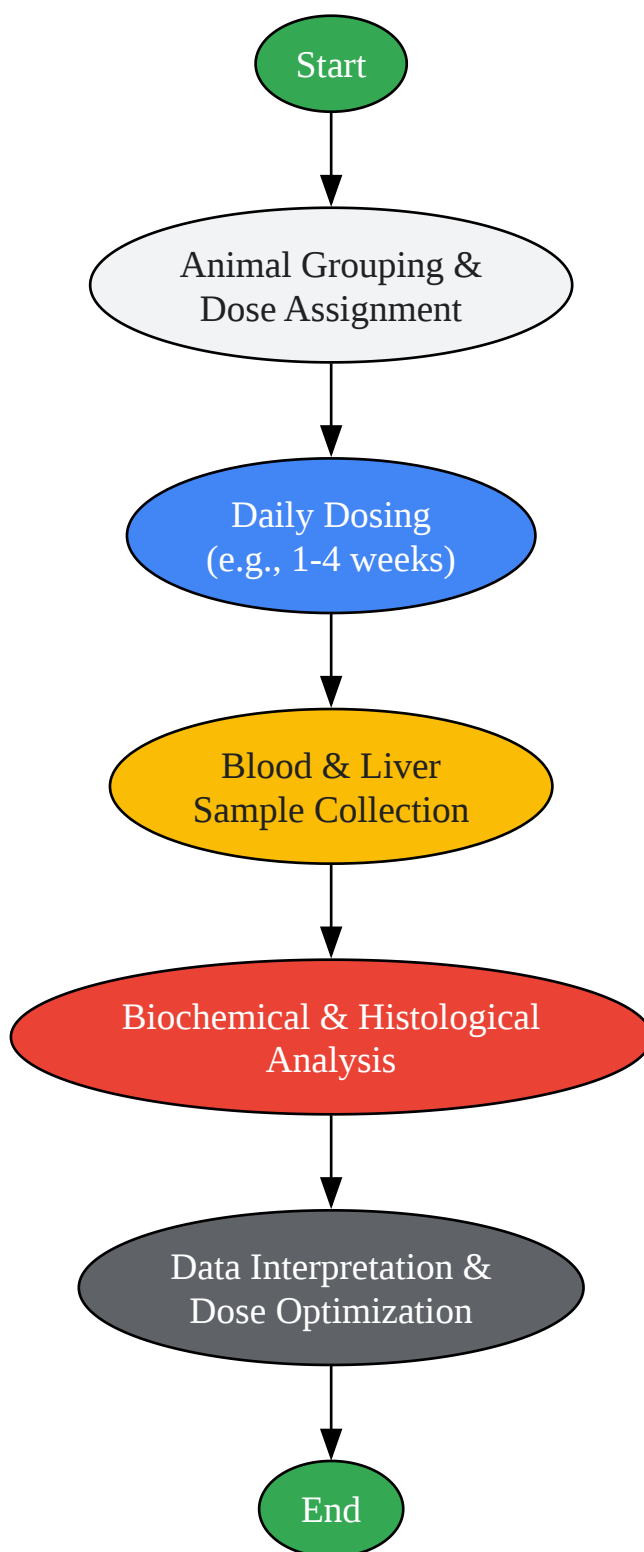 Start
Animal Grouping &
Dose Assignment
Daily Dosing
(e.g., 1-4 weeks)
Blood & Liver
Sample Collection
Biochemical & Histological
Analysis
Data Interpretation &
Dose Optimization
End